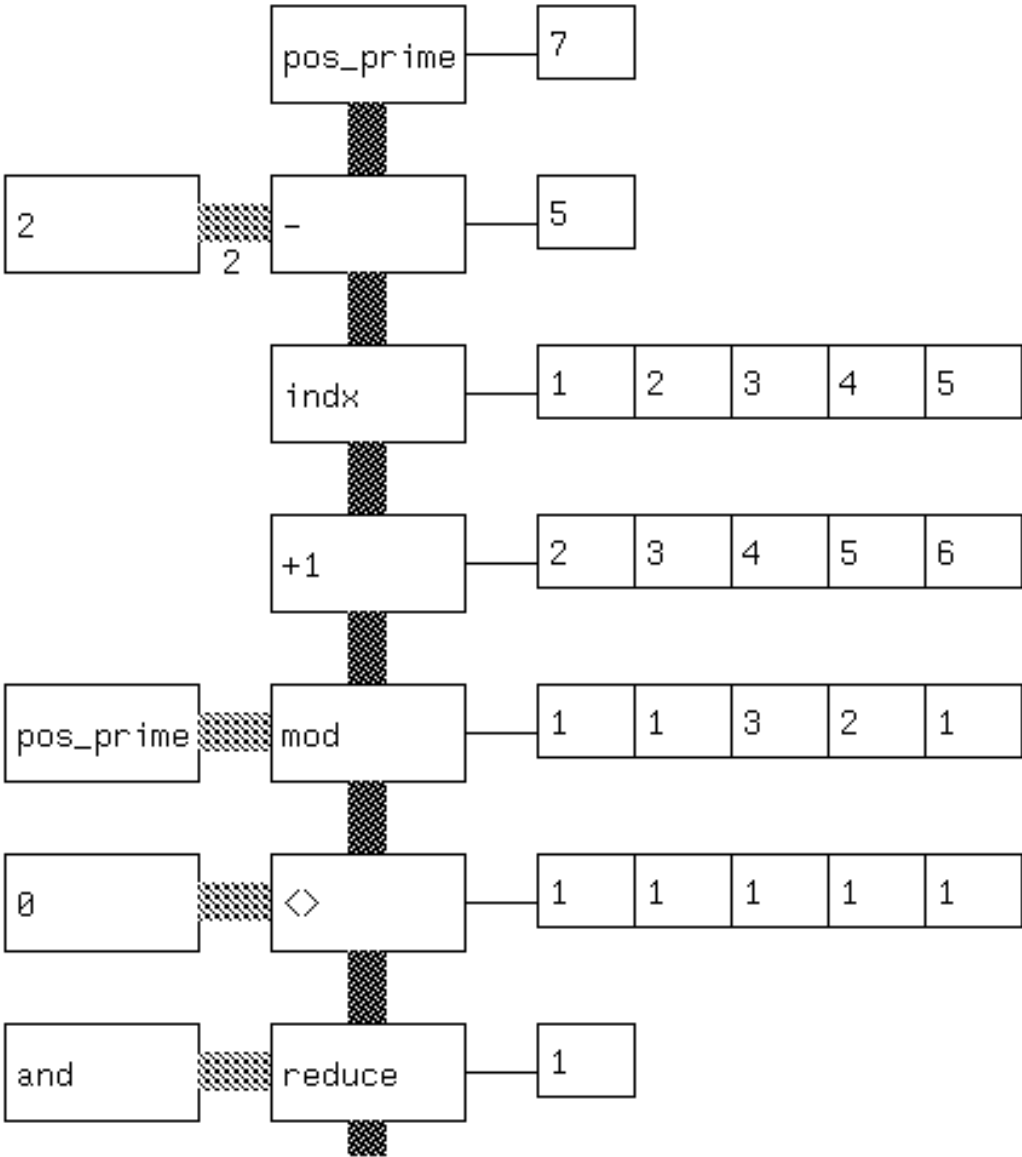 pos_prime 7
2 2 - 5
indx 1 2 3 4 5
+1 2 3 4 5 6
pos_prime mod 1 1 3 2 1
0 <> 1 1 1 1 1
and reduce 1